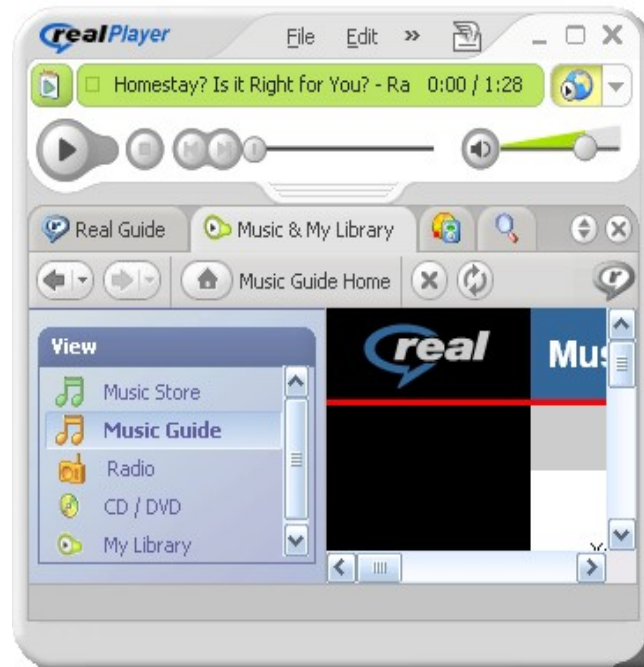 realPlayer File Edit »
Homestay? Is it Right for You? - Ra 0:00 / 1:28
Real Guide Music & My Library
Music Guide Home
View
Music Store
Music Guide
Radio
CD / DVD
My Library
real
Mus